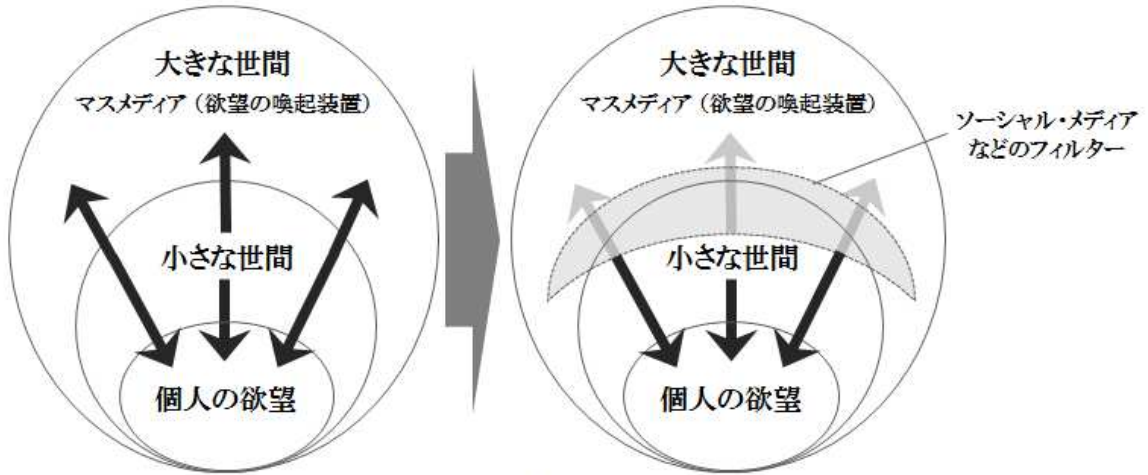 大きな世間
マスメディア（欲望の喚起装置）
小さな世間
個人の欲望
大きな世間
マスメディア（欲望の喚起装置）
ソーシャル・メディア
などのフィルター
小さな世間
個人の欲望